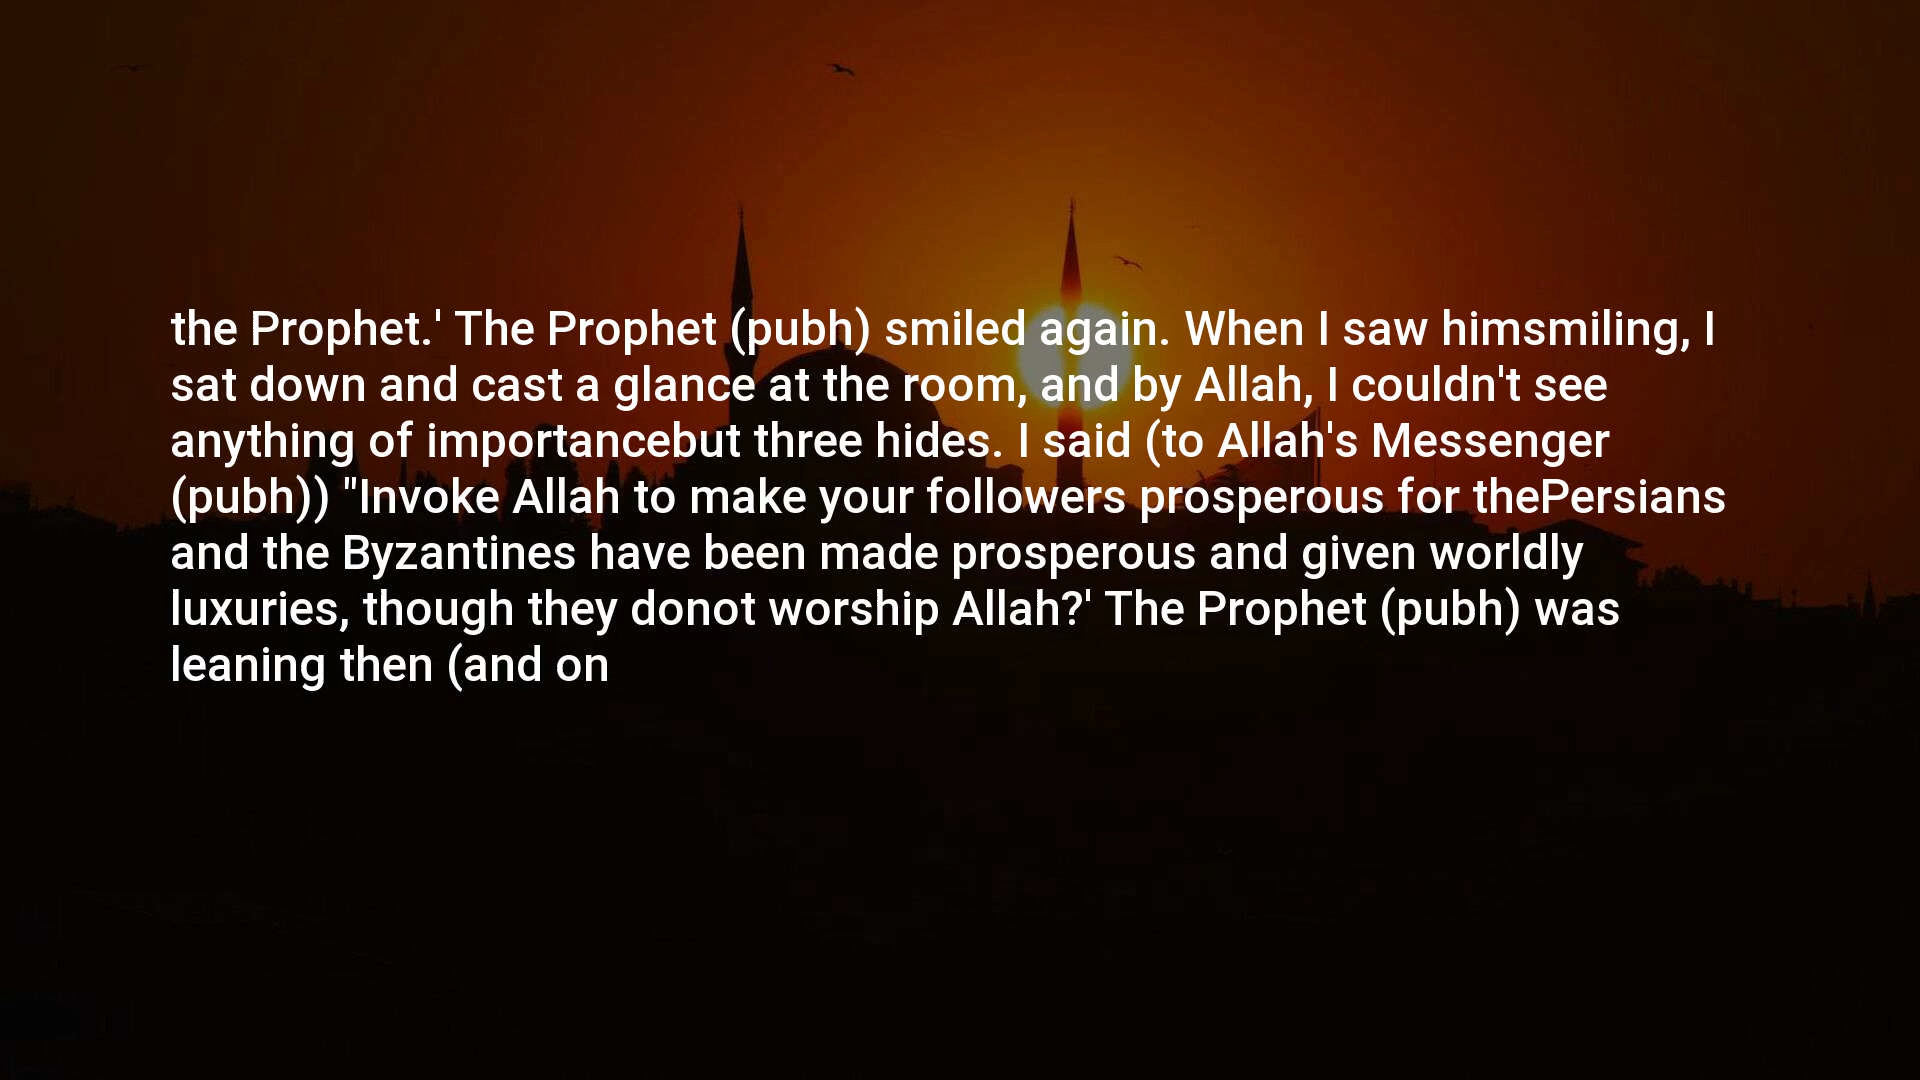 the Prophet.' The Prophet (pubh) smiled again. When I saw himsmiling, I
sat down and cast a glance at the room, and by Allah, I couldn't see
anything of importancebut three hides. I said (to Allah's Messenger
(pubh)) "Invoke Allah to make your followers prosperous for thePersians
and the Byzantines have been made prosperous and given worldly
luxuries, though they donot worship Allah?' The Prophet (pubh) was
leaning then (and on